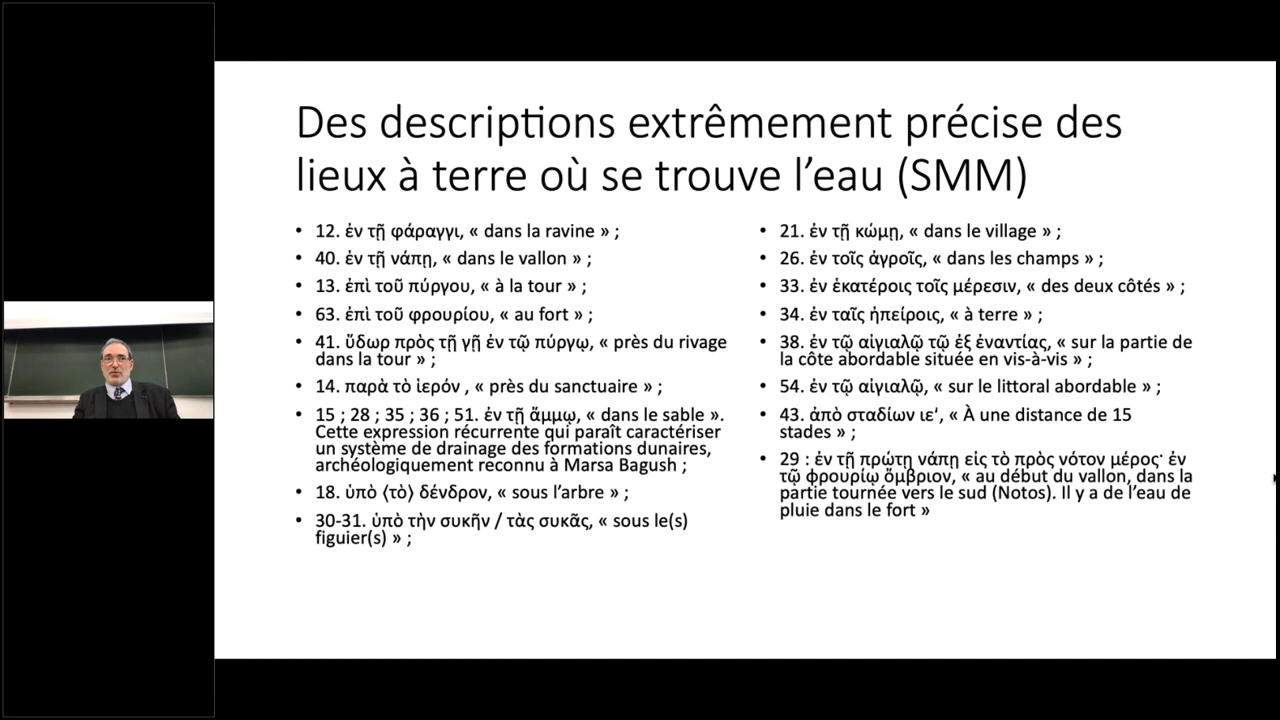 Des descriptions extrêmement précise des
lieux à terre où se trouve l’eau (SMM)
• 12. ἐν τῇ φάραγγι, « dans la ravine » ;
• 40. ἐν τῇ νάπῃ, « dans le vallon » ;
• 13. ἐπὶ τοῦ πύργου, « à la tour » ;
• 63. ἐπὶ τοῦ φρουρίου, « au fort » ;
• 41. ὕδωρ πρὸς τῇ γῇ ἐν τῷ πύργῳ, « près du rivage
dans la tour » ;
• 14. παρὰ τὸ ἱερόν , « près du sanctuaire » ;
• 15 ; 28 ; 35 ; 36 ; 51. ἐν τῇ ἄμμῳ, « dans le sable ».
Cette expression récurrente qui paraît caractériser
un système de drainage des formations dunaires,
archéologiquement reconnu à Marsa Bagush ;
• 18. ὑπὸ ⟨τὸ⟩ δένδρον, « sous l’arbre » ;
• 30-31. ὑπὸ τὴν συκῆν / τὰς συκᾶς, « sous le(s)
figuier(s) » ;
• 21. ἐν τῇ κώμῃ, « dans le village » ;
• 26. ἐν τοῖς ἀγροῖς, « dans les champs » ;
• 33. ἐν ἑκατέροις τοῖς μέρεσιν, « des deux côtés » ;
• 34. ἐν ταῖς ἠπείροις, « à terre » ;
• 38. ἐν τῷ αἰγιαλῷ τῷ ἐξ ἐναντίας, « sur la partie de
la côte abordable située en vis-à-vis » ;
• 54. ἐν τῷ αἰγιαλῷ, « sur le littoral abordable » ;
• 43. ἀπὸ σταδίων ιε‘, « À une distance de 15
stades » ;
• 29 : ἐν τῇ πρώτῃ νάπῃ εἰς τὸ πρὸς νότον μέρος· ἐν
τῷ φρουρίῳ ὄμβριον, « au début du vallon, dans la
partie tournée vers le sud (Notos). Il y a de l’eau de
pluie dans le fort »